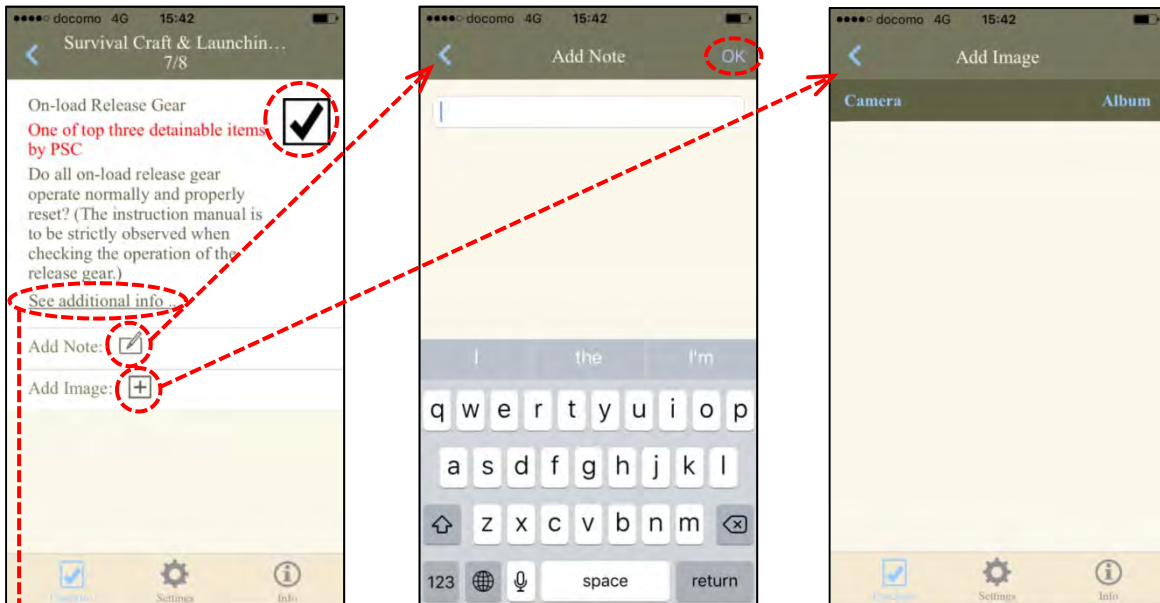 docomo 4G 15:42
Survival Craft & Launchin...
7/8
On-load Release Gear
One of top three detainable items
by PSC
Do all on-load release gear
operate normally and properly
reset? (The instruction manual is
to be strictly observed when
checking the operation of the
release gear.)
See additional info ...
Add Note:
Add Image:
Settings
Info
docomo 4G 15:42
Add Note
OK
I the I'm
q w e r t y u i o p
a s d f g h j k l
z x c v b n m
123 space return
docomo 4G 15:42
Add Image
Camera Album
Settings
Info